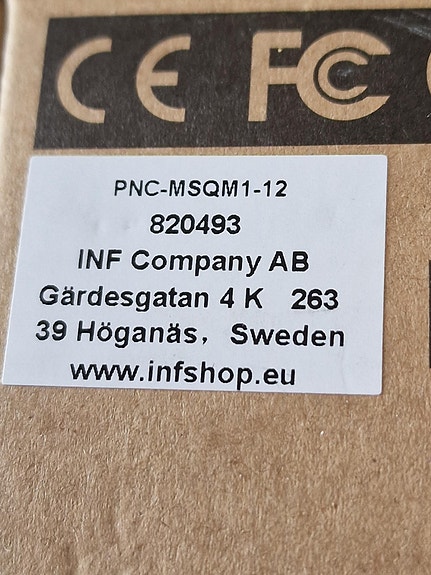 CE FC
PNC-MSQM1-12
820493
INF Company AB
Gärdesgatan 4 K 263
39 Höganäs, Sweden
www.infshop.eu